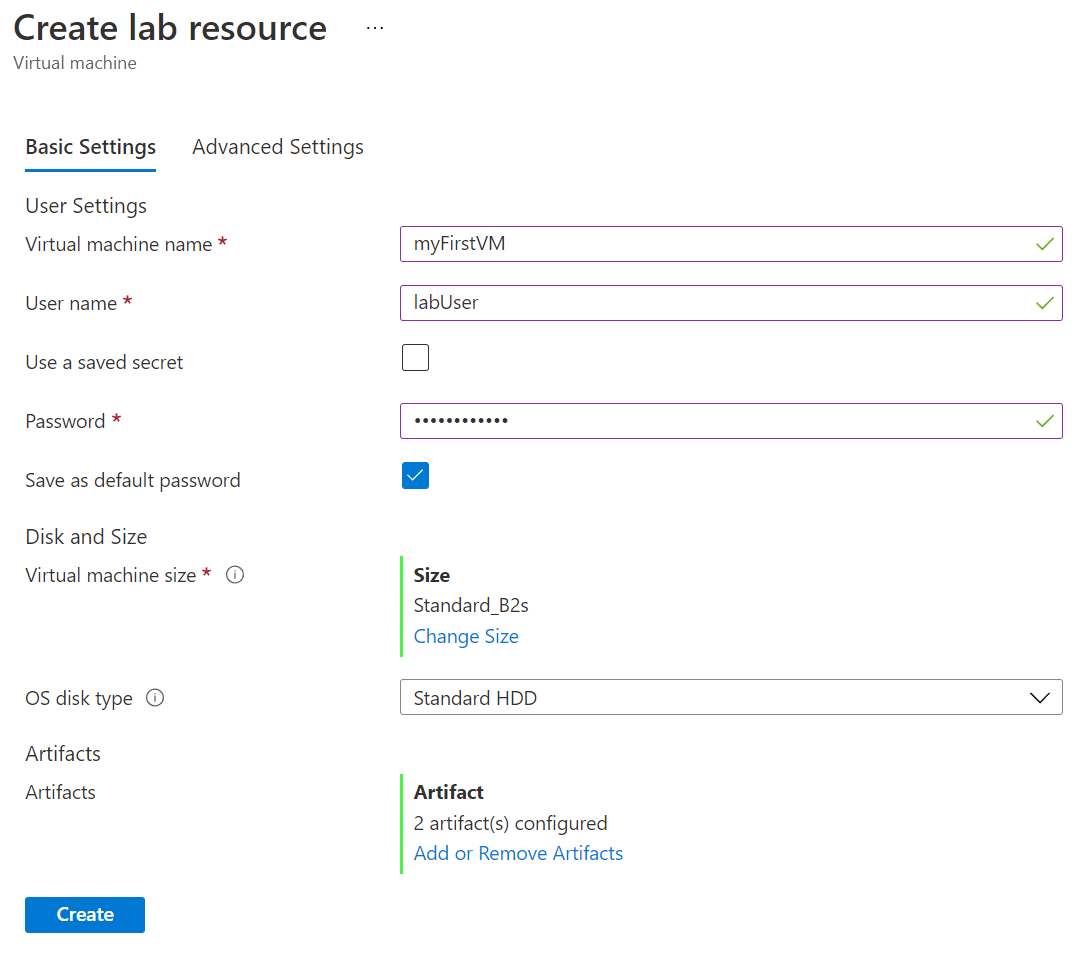 Create lab resource ...
Virtual machine
Basic Settings Advanced Settings
User Settings
Virtual machine name * myFirstVM
User name * labUser
Use a saved secret
Password * ••••••••••••
Save as default password
Disk and Size
Virtual machine size * Size
Standard_B2s
Change Size
OS disk type Standard HDD
Artifacts
Artifacts Artifact
2 artifact(s) configured
Add or Remove Artifacts
Create